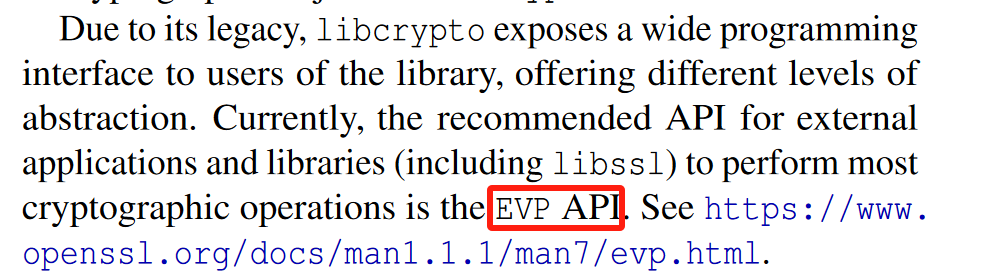 Due to its legacy, libcrypto exposes a wide programming
interface to users of the library, offering different levels of
abstraction. Currently, the recommended API for external
applications and libraries (including libssl) to perform most
cryptographic operations is the EVP API. See https://www.
openssl.org/docs/man1.1.1/man7/evp.html.